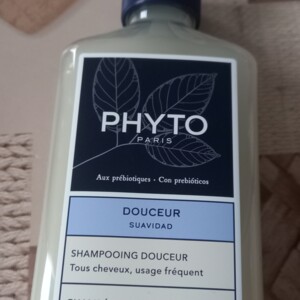 PHYTO
PARIS
Aux prébiotiques - Con prebióticos
DOUCEUR
SUAVIDAD
SHAMPOOING DOUCEUR
Tous cheveux, usage fréquent